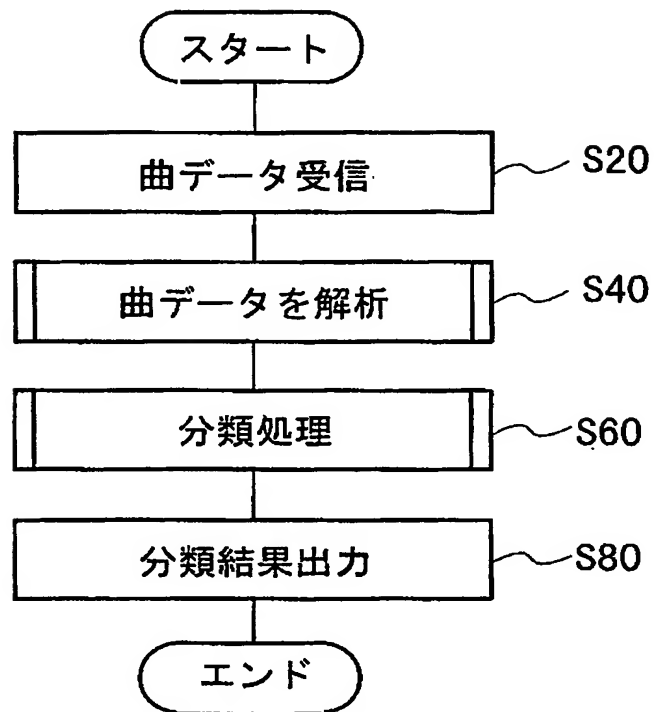 スタート
曲データ受信 S20
曲データを解析 S40
分類処理 S60
分類結果出力 S80
エンド